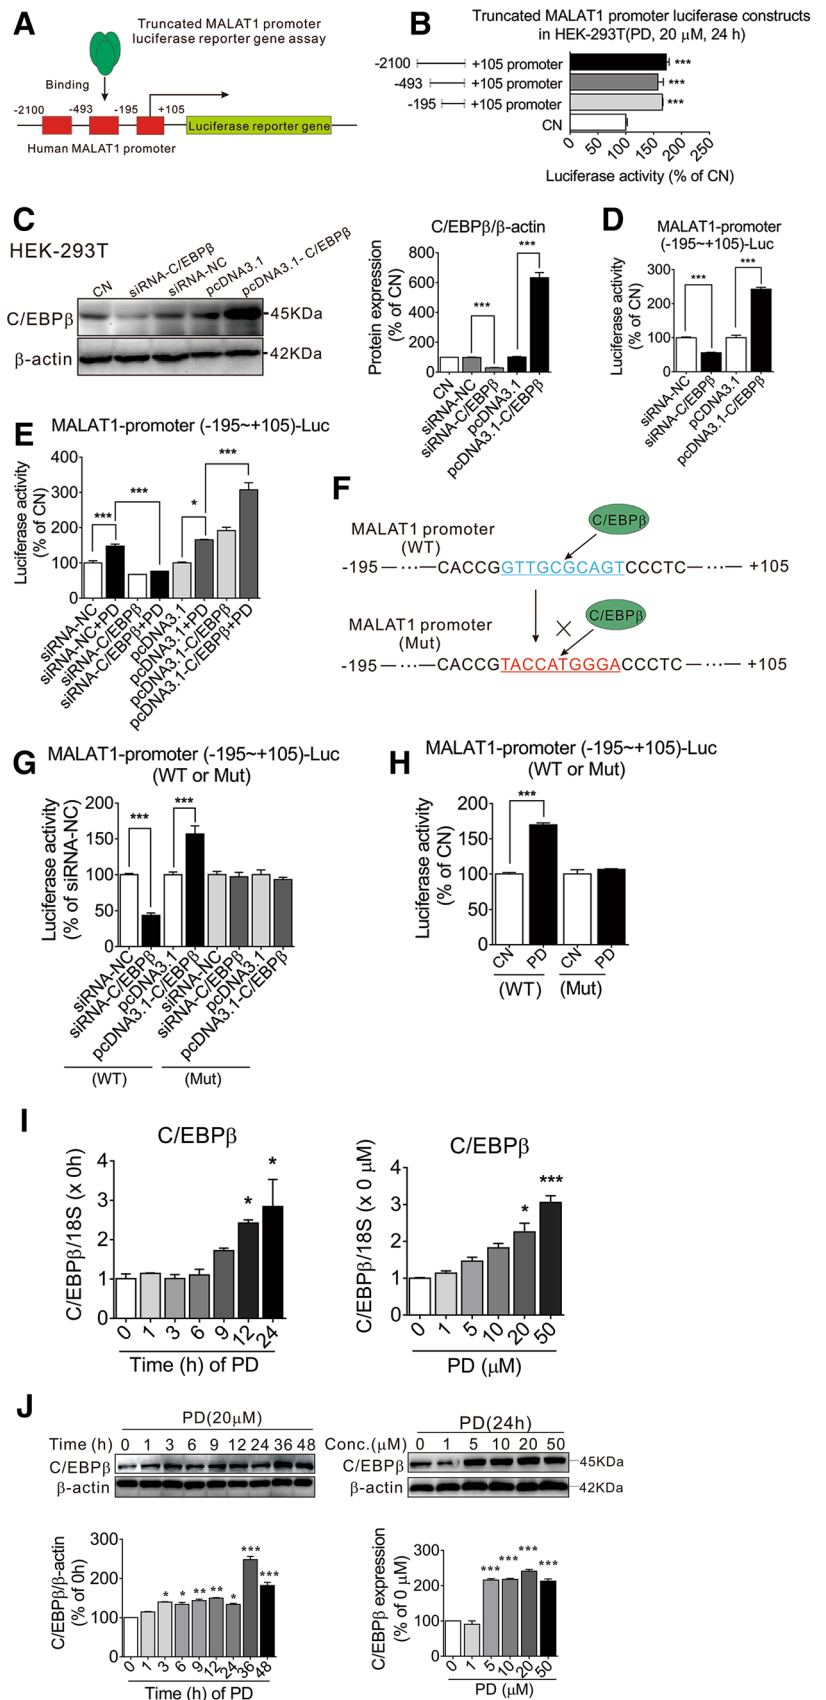 A
Truncated MALAT1 promoter
luciferase reporter gene assay
Binding
-2100
-493
-195
+105
Luciferase reporter gene
Human MALAT1 promoter
B
Truncated MALAT1 promoter luciferase constructs
in HEK-293T(PD, 20 μM, 24 h)
-2100 +105 promoter ***
-493 +105 promoter ***
-195 +105 promoter ***
CN
0 50 100 150 200 250
Luciferase activity (% of CN)
C
HEK-293T
CN
siRNA-C/EBPβ
siRNA-NC
pcDNA3.1
pcDNA3.1-C/EBPβ
C/EBPβ
45KDa
β-actin
42KDa
C/EBPβ/β-actin
Protein expression
(% of CN)
800
600
400
200
0
***
***
CN
siRNA-NC
siRNA-C/EBPβ
pcDNA3.1
pcDNA3.1-C/EBPβ
D
MALAT1-promoter
(-195~+105)-Luc
Luciferase activity
(% of CN)
300
200
100
0
***
***
siRNA-NC
siRNA-C/EBPβ
pCDNA3.1
pcDNA3.1-C/EBPβ
E
MALAT1-promoter (-195~+105)-Luc
Luciferase activity
(% of CN)
400
300
200
100
0
***
***
*
***
siRNA-NC
siRNA-NC+PD
siRNA-C/EBPβ
siRNA-C/EBPβ+PD
pcDNA3.1
pcDNA3.1+PD
pcDNA3.1-C/EBPβ
pcDNA3.1-C/EBPβ+PD
F
C/EBPβ
MALAT1 promoter
(WT)
-195 — ··· — CACCGGTTGCGCAGTCCCTC — ··· — +105
MALAT1 promoter
(Mut)
C/EBPβ
-195 — ··· — CACCGTACCATGGGACCCTC — ··· — +105
G
MALAT1-promoter (-195~+105)-Luc
(WT or Mut)
Luciferase activity
(% of siRNA-NC)
200
150
100
50
0
***
***
siRNA-NC
siRNA-C/EBPβ
pcDNA3.1
pcDNA3.1-C/EBPβ
siRNA-NC
siRNA-C/EBPβ
pcDNA3.1
pcDNA3.1-C/EBPβ
(WT)
(Mut)
H
MALAT1-promoter (-195~+105)-Luc
(WT or Mut)
Luciferase activity
(% of CN)
200
150
100
50
0
***
CN PD CN PD
(WT) (Mut)
I
C/EBPβ
C/EBPβ/18S (x 0h)
4
3
2
1
0
* *
0 1 3 6 9 12 24
Time (h) of PD
C/EBPβ
C/EBPβ/18S (x 0 μM)
4
3
2
1
0
* ***
0 1 5 10 20 50
PD (μM)
J
PD(20μM)
Time (h) 0 1 3 6 9 12 24 36 48
C/EBPβ
β-actin
PD(24h)
Conc.(μM) 0 1 5 10 20 50
C/EBPβ
45KDa
β-actin
42KDa
C/EBPβ/β-actin
(% of 0h)
300
200
100
0
* * ** ** * *** ***
0 1 3 6 9 12 24 36 48
Time (h) of PD
C/EBPβ expression
(% of 0 μM)
300
200
100
0
*** *** *** ***
0 1 5 10 20 50
PD (μM)